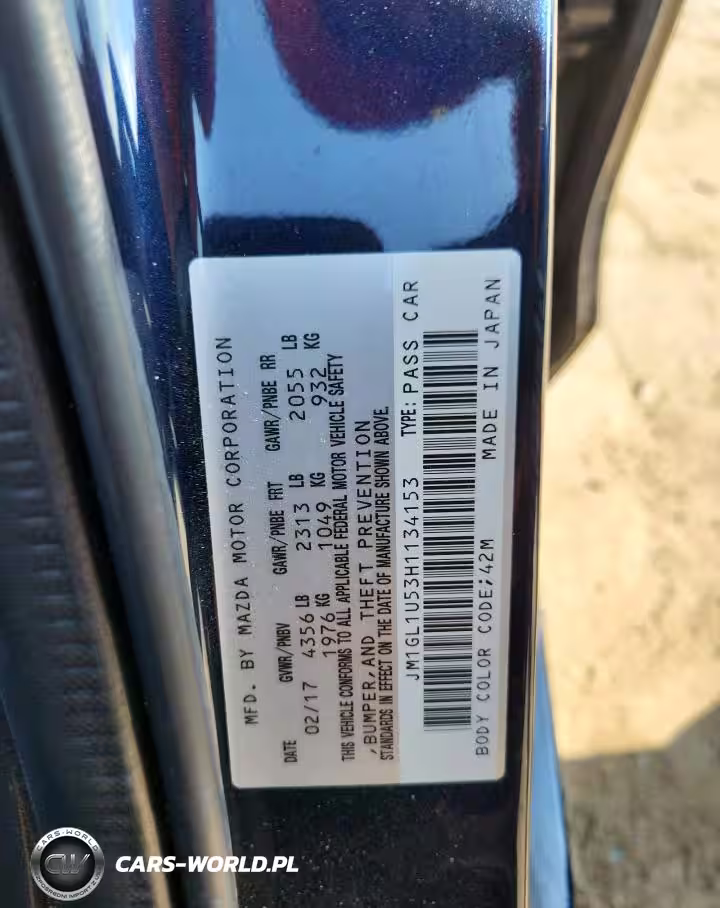 MFD. BY MAZDA MOTOR CORPORATION
DATE GVWR/PNBV GAWR/PNBE FRT GAWR/PNBE RR
02/17 4356 LB 2313 LB 2055 LB
1976 KG 1049 KG 932 KG
THIS VEHICLE CONFORMS TO ALL APPLICABLE FEDERAL MOTOR VEHICLE SAFETY
,BUMPER,AND THEFT PREVENTION
STANDARDS IN EFFECT ON THE DATE OF MANUFACTURE SHOWN ABOVE.
JM1GL1U53H1134153 TYPE: PASS CAR
BODY COLOR CODE;42M MADE IN JAPAN
CARS-WORLD
CW
CARS-WORLD.PL